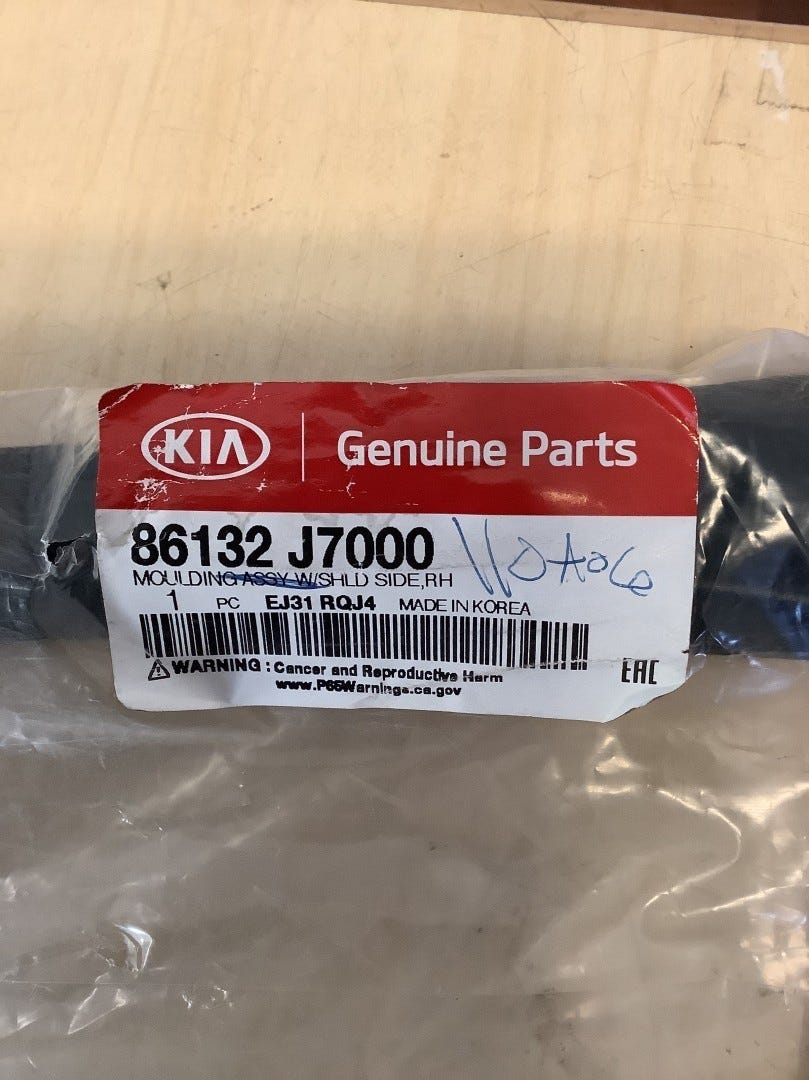 KIA Genuine Parts
86132 J7000
MOULDING ASSY-W/SHLD SIDE,RH
1 PC EJ31 RQJ4 MADE IN KOREA
WARNING : Cancer and Reproductive Harm
www.P65Warnings.ca.gov
EAC